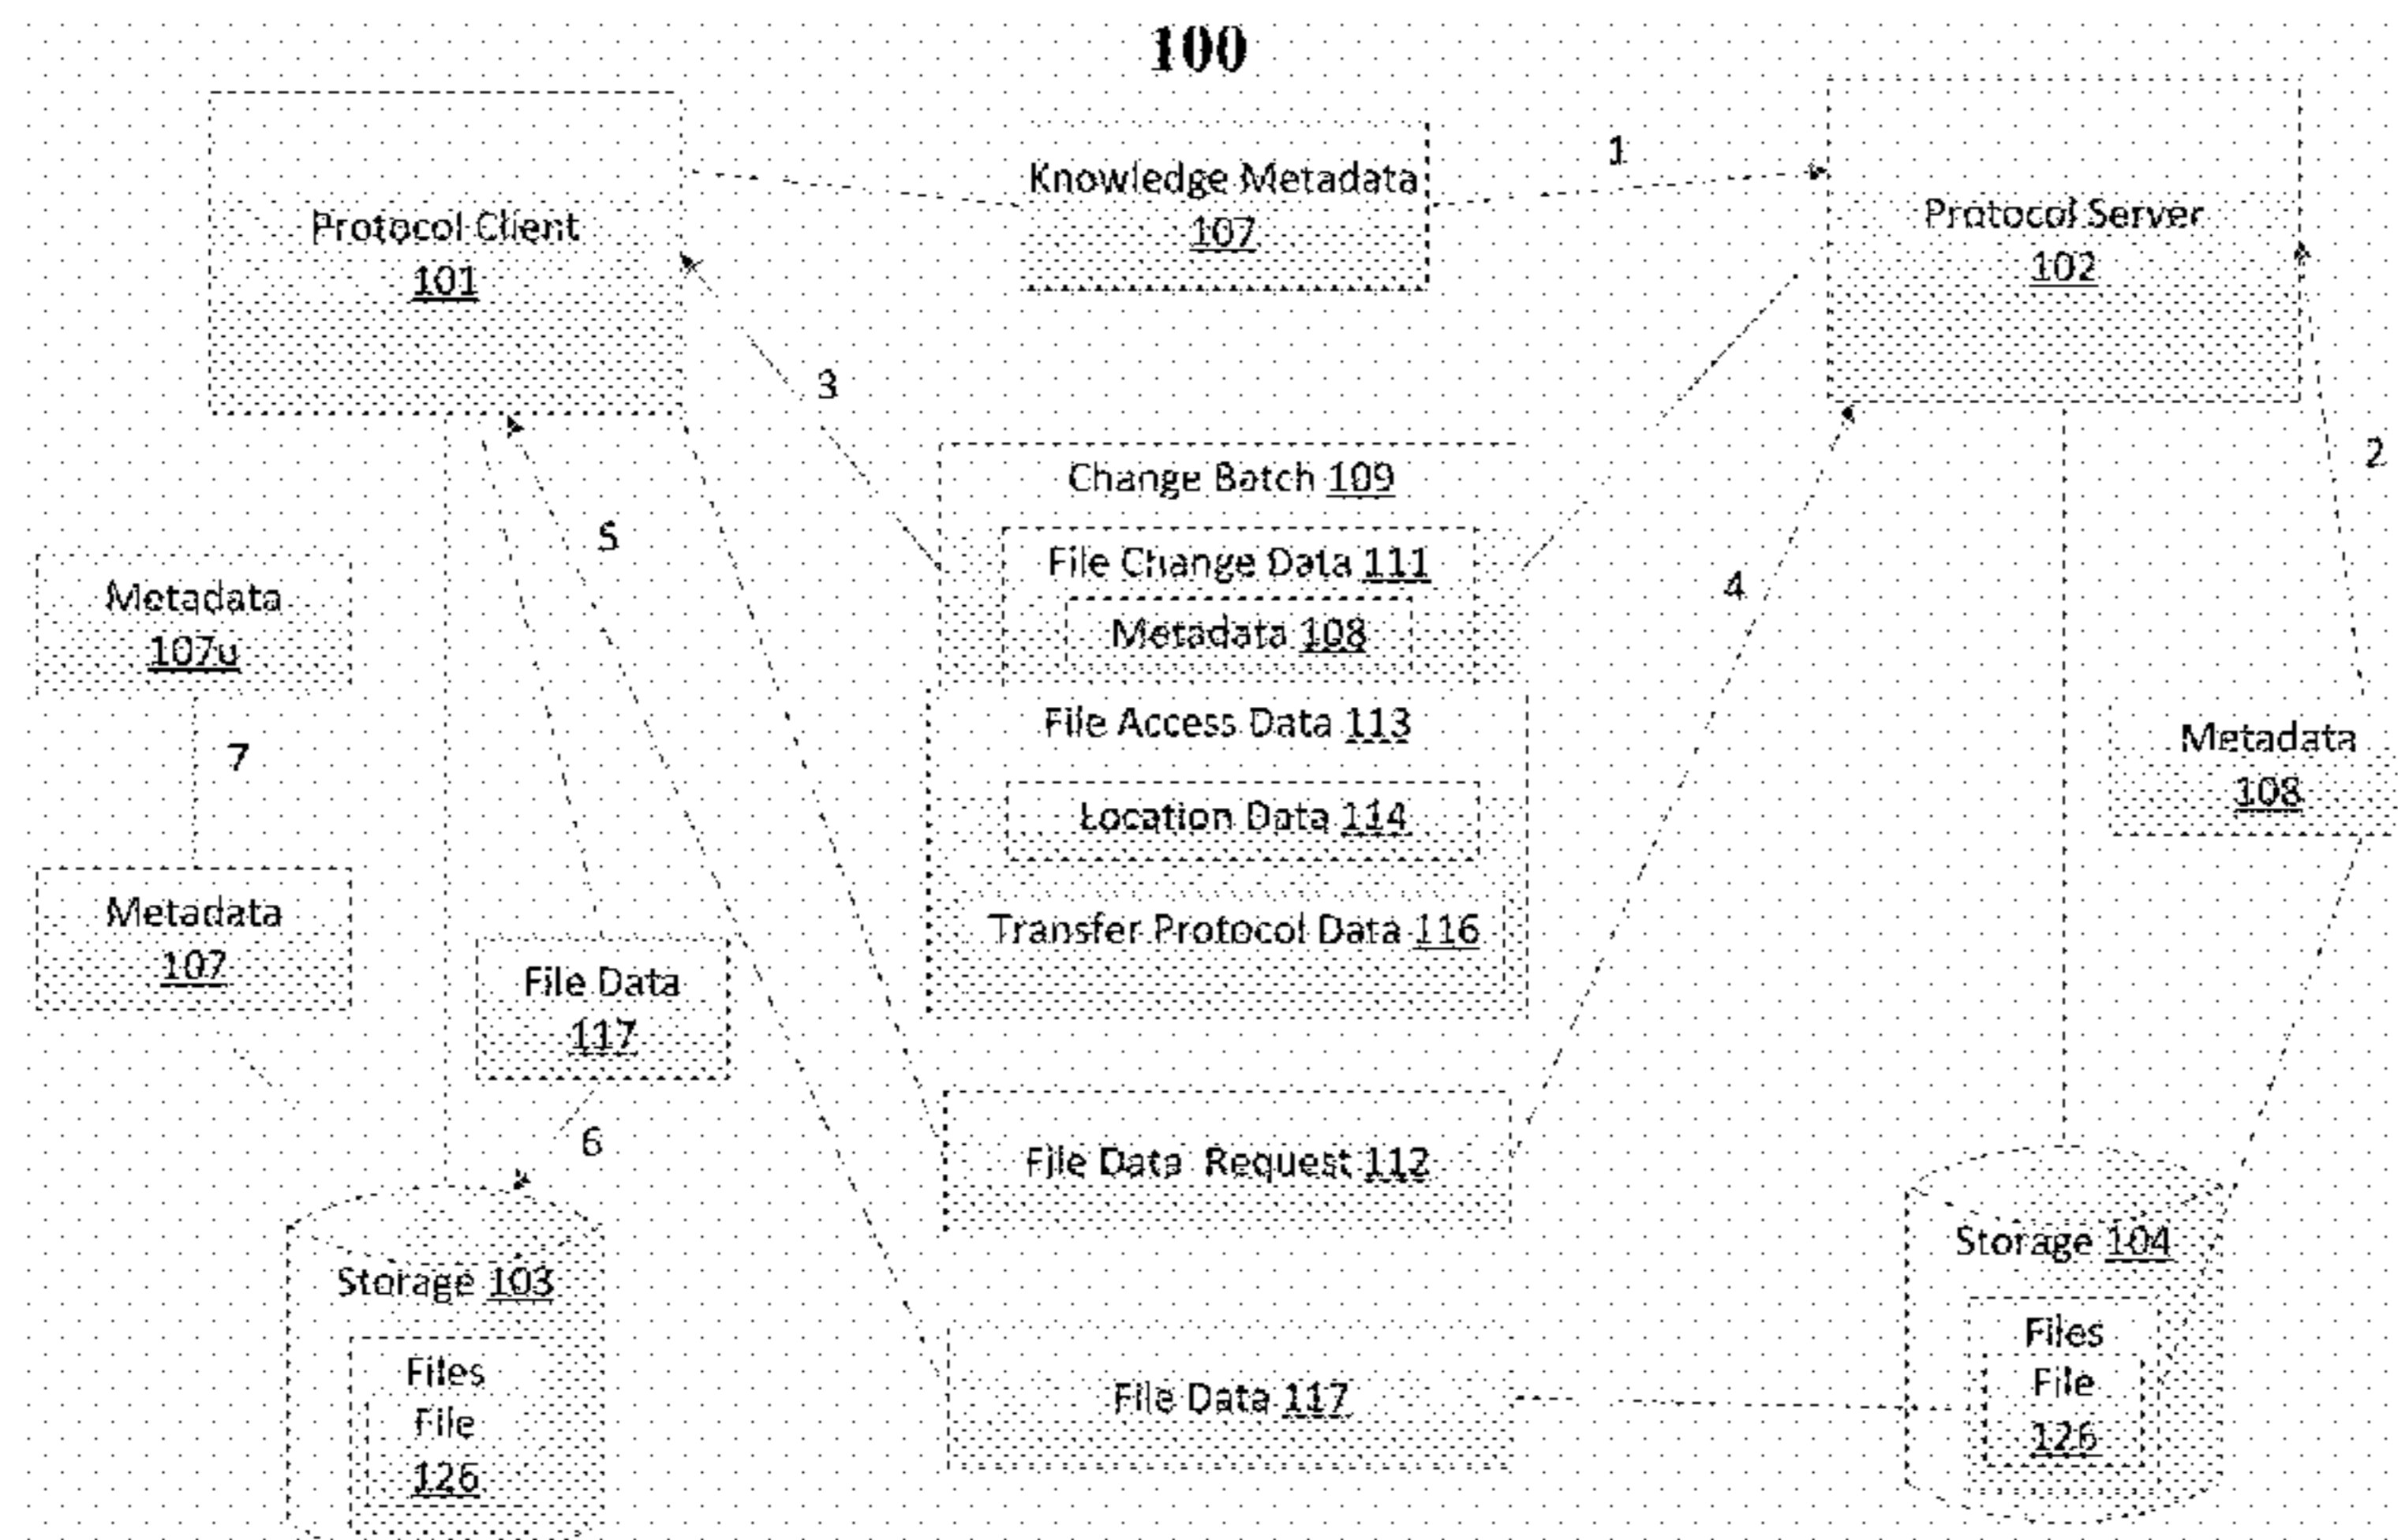 100
Knowledge Metadata
107
1
Protocol Client
101
Protocol Server
102
3
2
Change Batch 109
5
File Change Data 111
4
Metadata 108
Metadata
107u
File Access Data 113
Metadata
108
7
Location Data 114
Metadata
107
Transfer Protocol Data 116
File Data
117
6
File Data Request 112
Storage 103
Storage 104
Files
File
126
Files
File
126
File Data 117